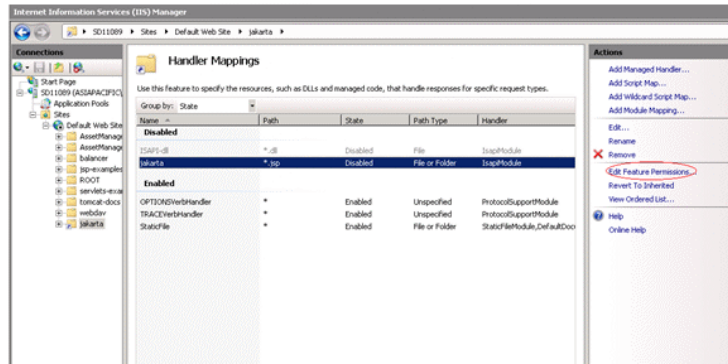 Internet Information Services (IIS) Manager
SD11089 Sites Default Web Site jakarta
Connections
Start Page
SD11089 (ASIAPACIFIC\
Application Pools
Sites
Default Web Site
AssetManag
AssetManag
balancer
jsp-examples
ROOT
servlets-exa
tomcat-docs
webdav
jakarta
Handler Mappings
Use this feature to specify the resources, such as DLLs and managed code, that handle responses for specific request types.
Group by: State
Name Path State Path Type Handler
Disabled
ISAPI-dll *.dll Disabled File IsapiModule
jakarta *.jsp Disabled File or Folder IsapiModule
Enabled
OPTIONSVerbHandler * Enabled Unspecified ProtocolSupportModule
TRACEVerbHandler * Enabled Unspecified ProtocolSupportModule
StaticFile * Enabled File or Folder StaticFileModule,DefaultDoc
Actions
Add Managed Handler...
Add Script Map...
Add Wildcard Script Map...
Add Module Mapping...
Edit...
Rename
Remove
Edit Feature Permissions...
Revert To Inherited
View Ordered List...
Help
Online Help